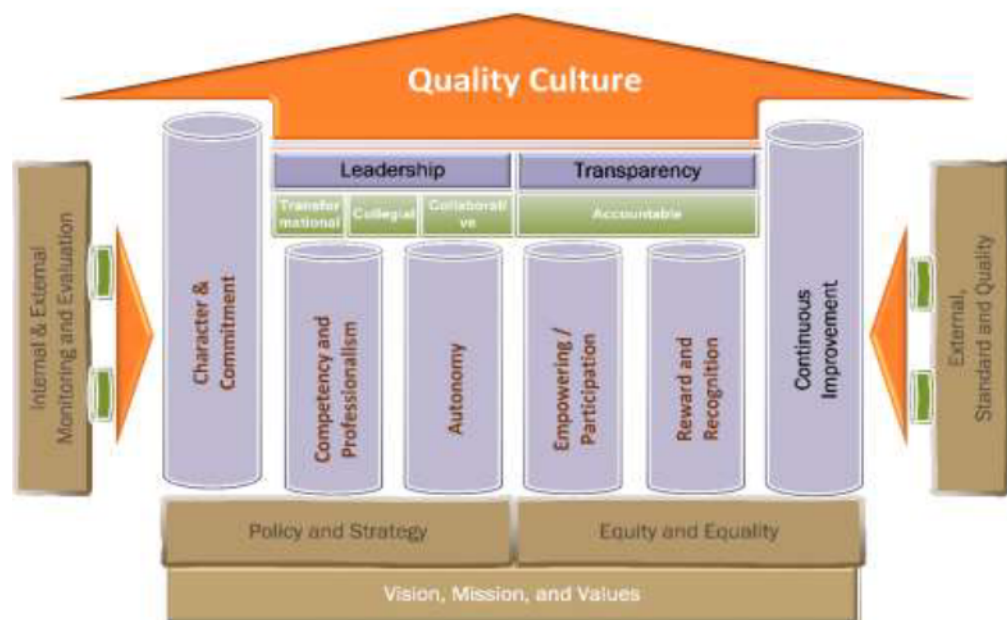 Quality Culture
Leadership
Transparency
Transfor
mational
Collegial
Collaborati
ve
Accountable
Internal & External
Monitoring and Evaluation
Character &
Commitment
Competency and
Professionalism
Autonomy
Empowering /
Participation
Reward and
Recognition
Continuous
Improvement
External,
Standard and Quality
Policy and Strategy
Equity and Equality
Vision, Mission, and Values